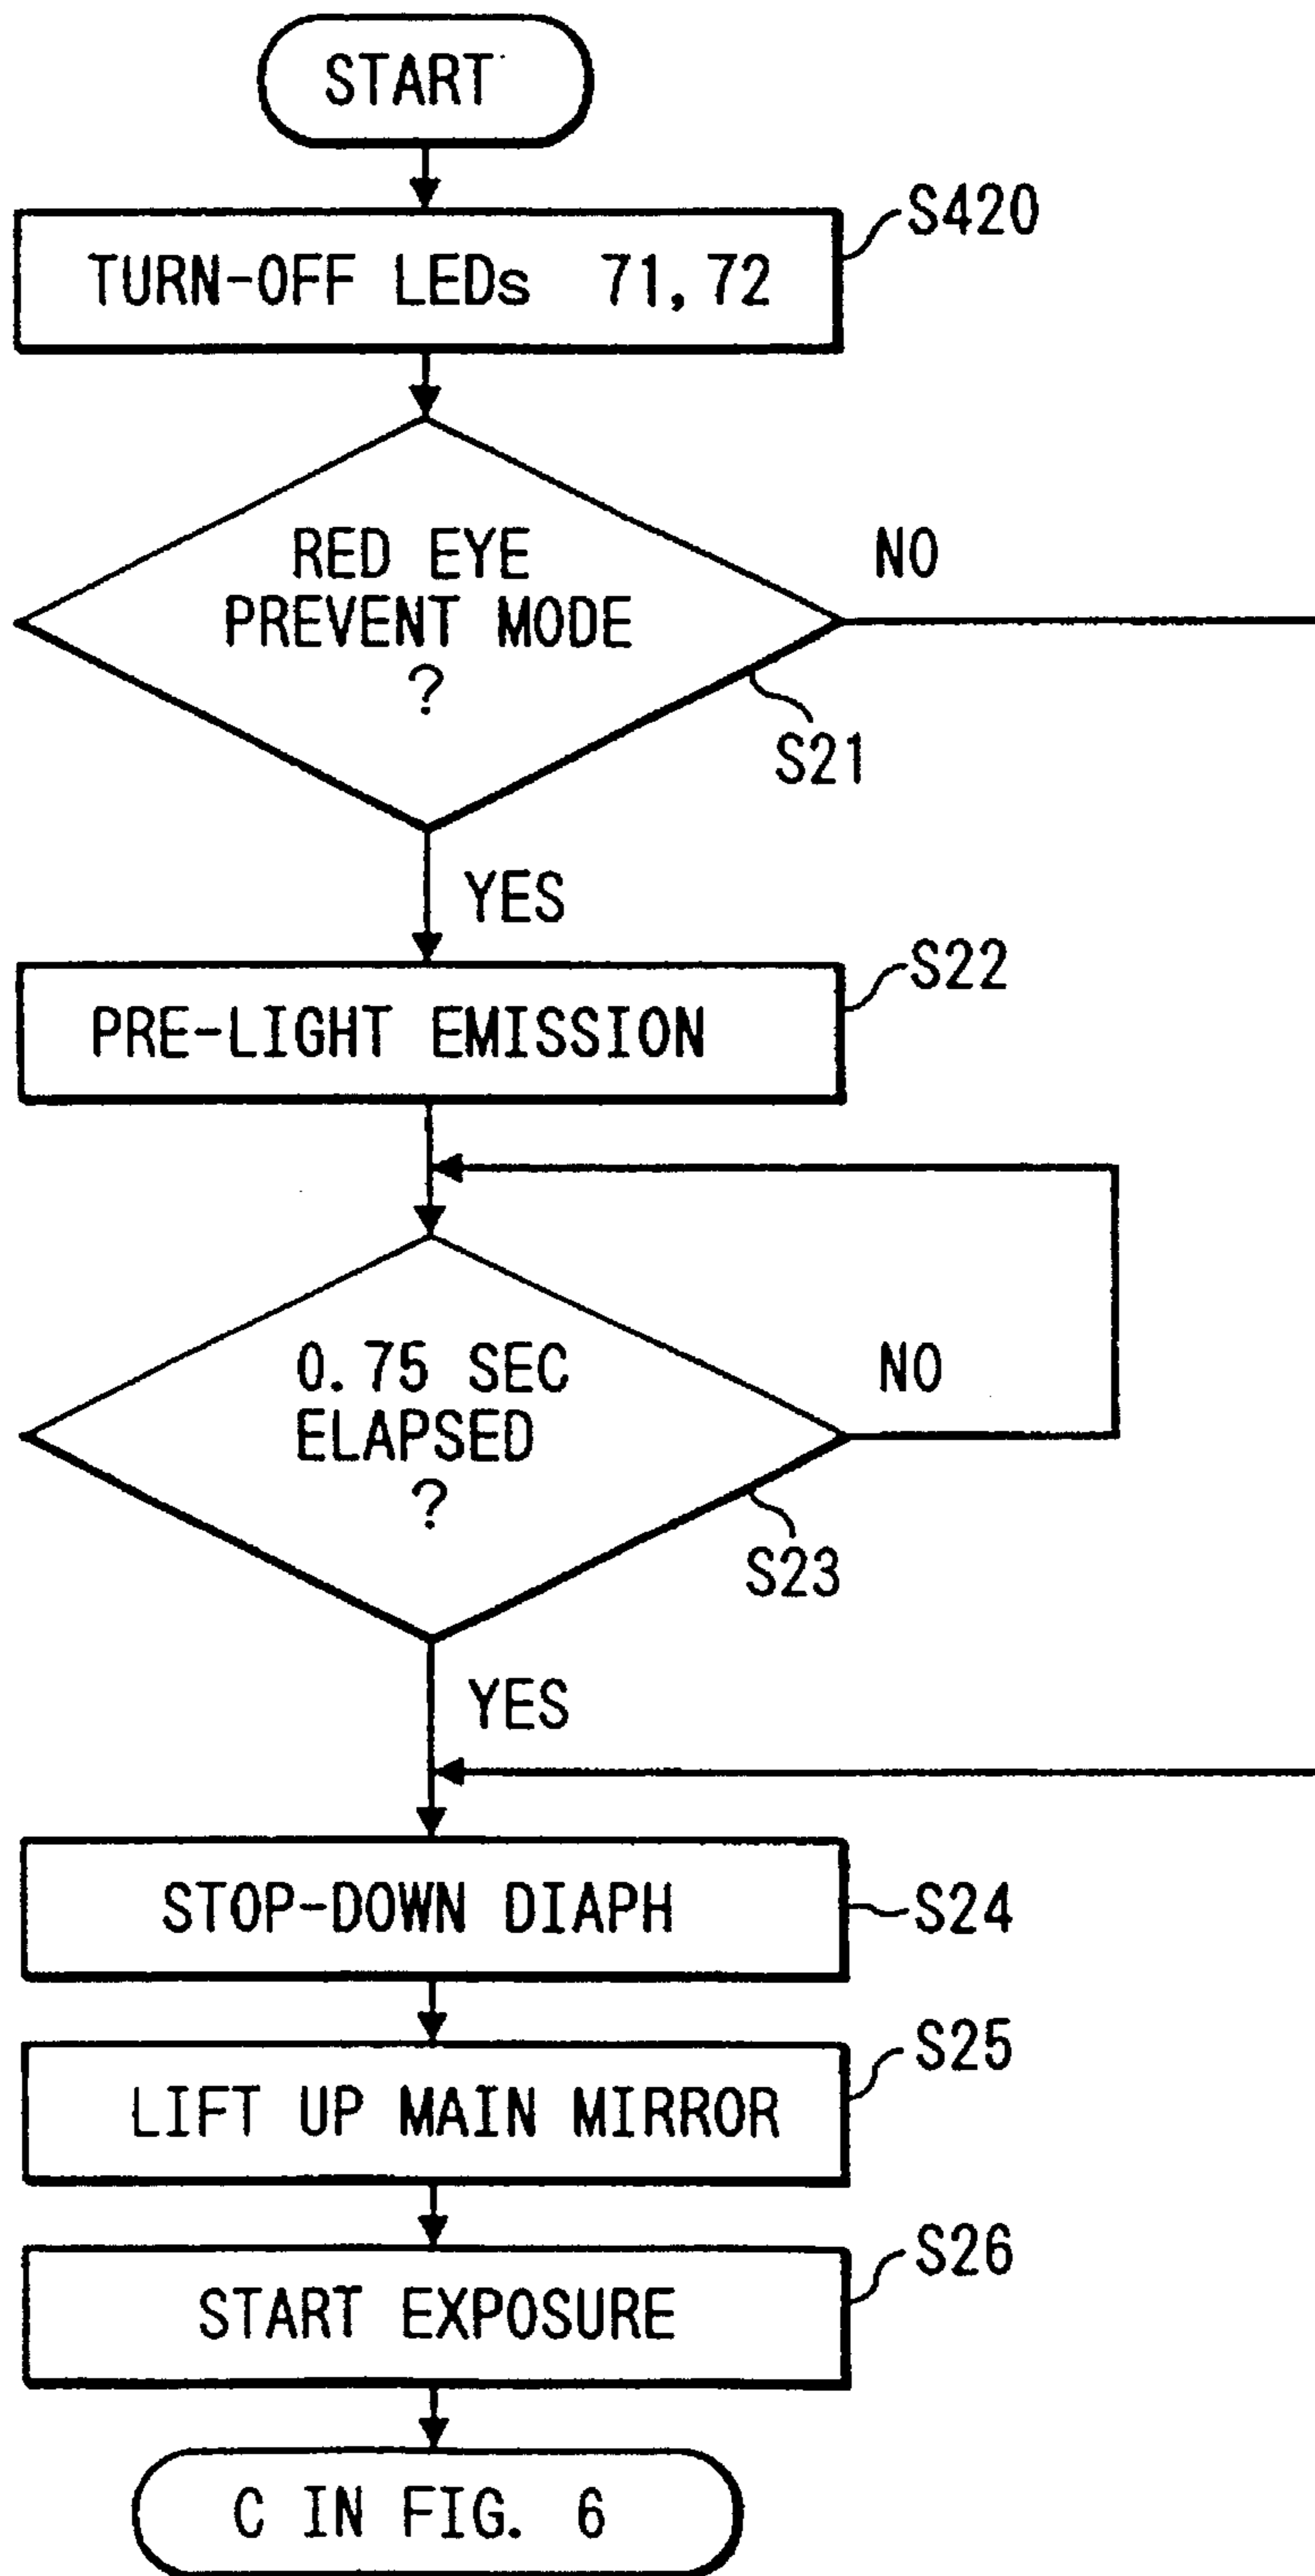 START
S420
TURN-OFF LEDs 71, 72
RED EYE
PREVENT MODE
?
NO
S21
YES
S22
PRE-LIGHT EMISSION
0.75 SEC
ELAPSED
?
NO
S23
YES
STOP-DOWN DIAPH
S24
S25
LIFT UP MAIN MIRROR
S26
START EXPOSURE
C IN FIG. 6